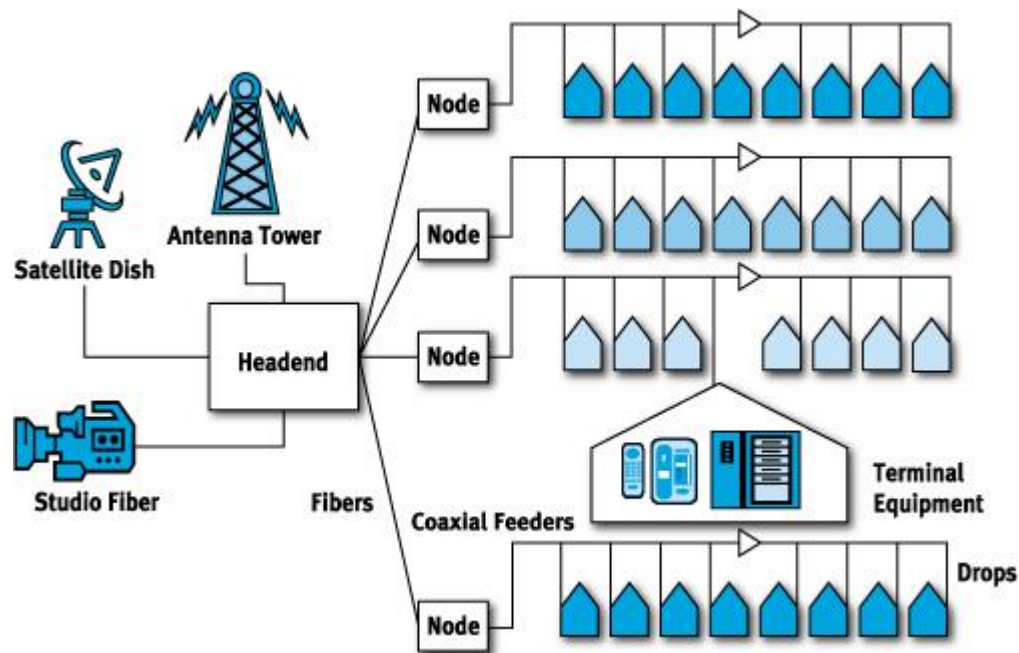 Node
Antenna Tower
Satellite Dish
Node
Headend
Node
Studio Fiber
Fibers
Coaxial Feeders
Terminal
Equipment
Node
Drops